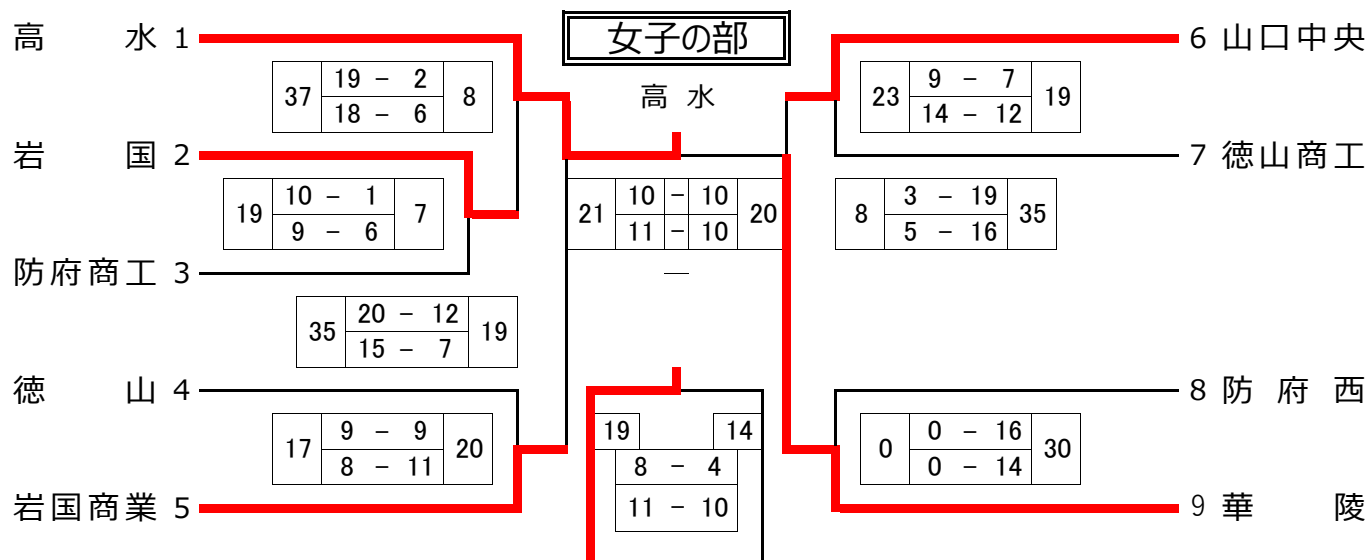 女子の部
高水
高 水 1
37 19 － 2 8
18 － 6
岩 国 2
19 10 － 1 7
9 － 6
防府商工 3
35 20 － 12 19
15 － 7
徳 山 4
17 9 － 9 20
8 － 11
岩国商業 5
21 10 － 10 20
11 － 10
―
19 14
8 － 4
11 － 10
6 山口中央
23 9 － 7 19
14 － 12
7 徳山商工
8 3 － 19 35
5 － 16
8 防府西
0 0 － 16 30
0 － 14
9 華 陵